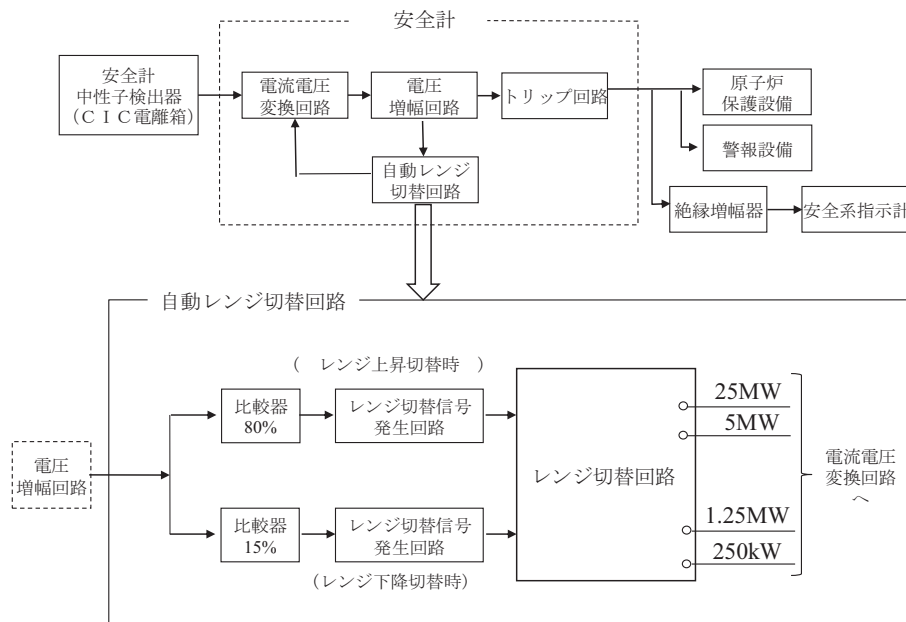 安全計
安全計
中性子検出器
（ＣＩＣ電離箱）
電流電圧
変換回路
電圧
増幅回路
トリップ回路
自動レンジ
切替回路
原子炉
保護設備
警報設備
絶縁増幅器
安全系指示計
自動レンジ切替回路
電圧
増幅回路
（　レンジ上昇切替時　）
比較器
80%
レンジ切替信号
発生回路
比較器
15%
レンジ切替信号
発生回路
（レンジ下降切替時）
レンジ切替回路
25MW
5MW
1.25MW
250kW
電流電圧
変換回路
へ